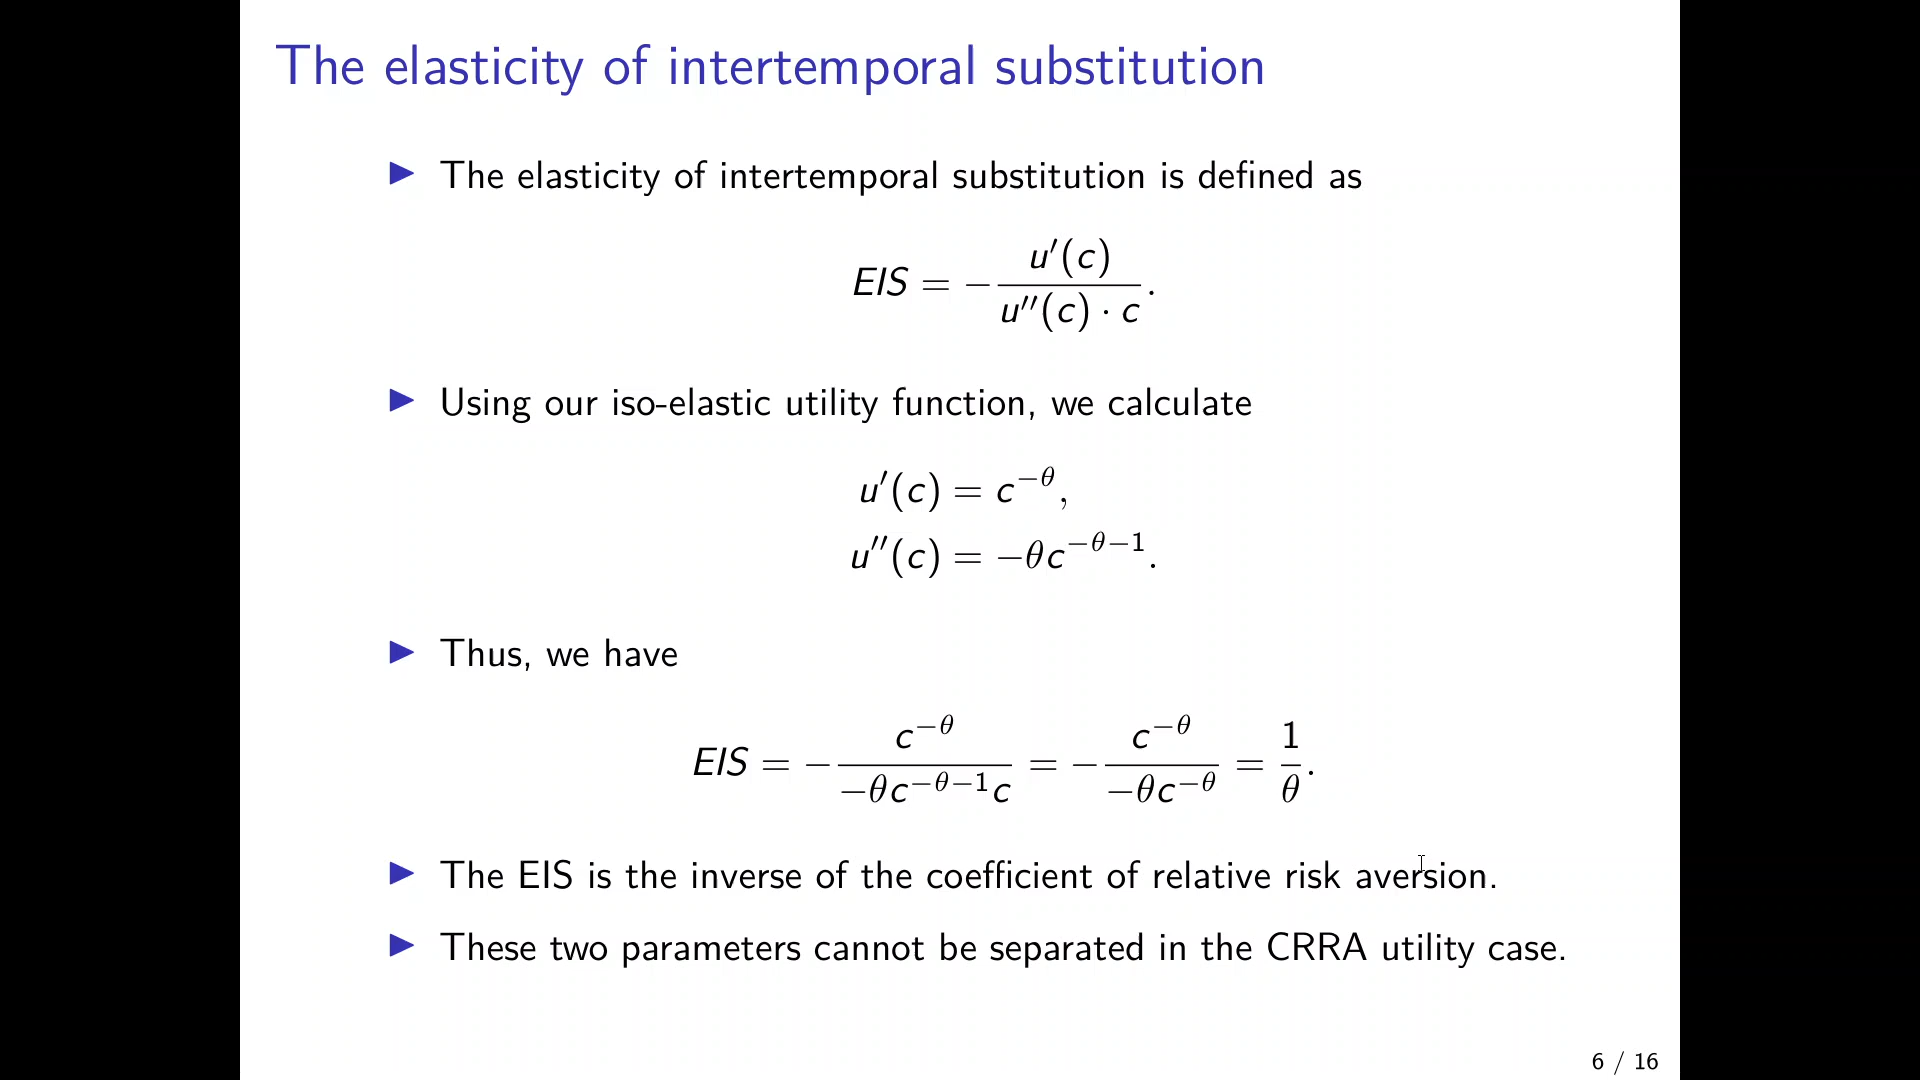 The elasticity of intertemporal substitution
▶ The elasticity of intertemporal substitution is defined as
EIS = − u′(c) / (u″(c) · c).
▶ Using our iso-elastic utility function, we calculate
u′(c) = c^{−θ},
u″(c) = −θc^{−θ−1}.
▶ Thus, we have
EIS = − c^{−θ} / (−θc^{−θ−1}c) = − c^{−θ} / (−θc^{−θ}) = 1/θ.
▶ The EIS is the inverse of the coefficient of relative risk aversion.
▶ These two parameters cannot be separated in the CRRA utility case.
6 / 16